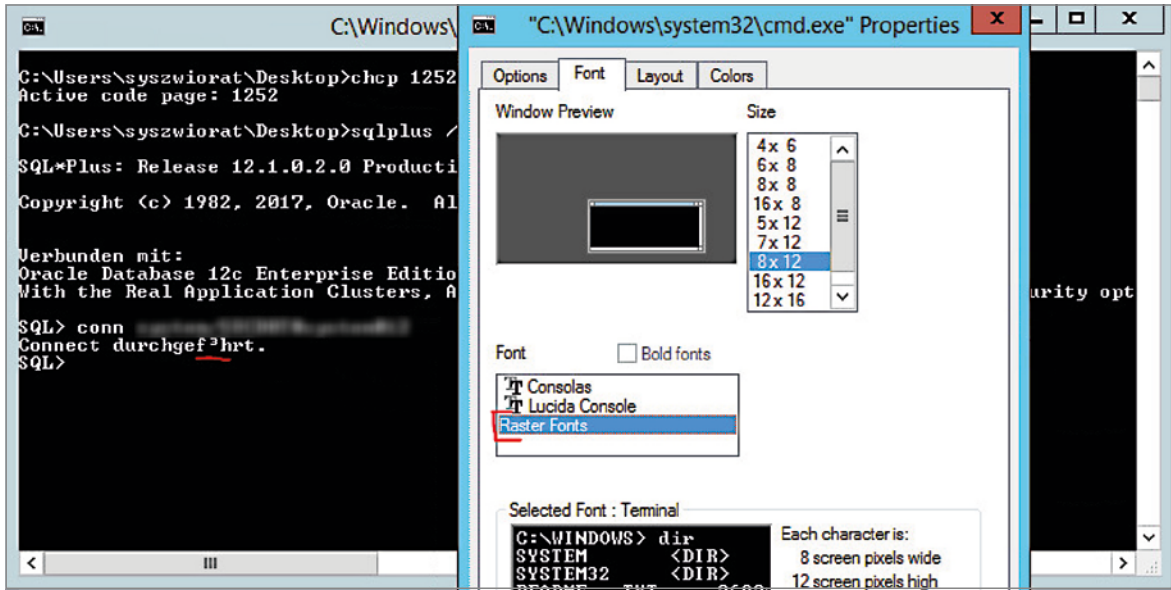 C:\Windows\
C:\Users\syszwiorat\Desktop>chcp 1252
Active code page: 1252
C:\Users\syszwiorat\Desktop>sqlplus /
SQL*Plus: Release 12.1.0.2.0 Producti
Copyright (c) 1982, 2017, Oracle. Al
Verbunden mit:
Oracle Database 12c Enterprise Editio
With the Real Application Clusters, A
urity opt
SQL> conn
Connect durchgef³hrt.
SQL>
"C:\Windows\system32\cmd.exe" Properties
Options Font Layout Colors
Window Preview
Size
4 x 6
6 x 8
8 x 8
16 x 8
5 x 12
7 x 12
8 x 12
16 x 12
12 x 16
Font
Bold fonts
Consolas
Lucida Console
Raster Fonts
Selected Font : Terminal
C:\WINDOWS> dir
SYSTEM <DIR>
SYSTEM32 <DIR>
Each character is:
8 screen pixels wide
12 screen pixels high